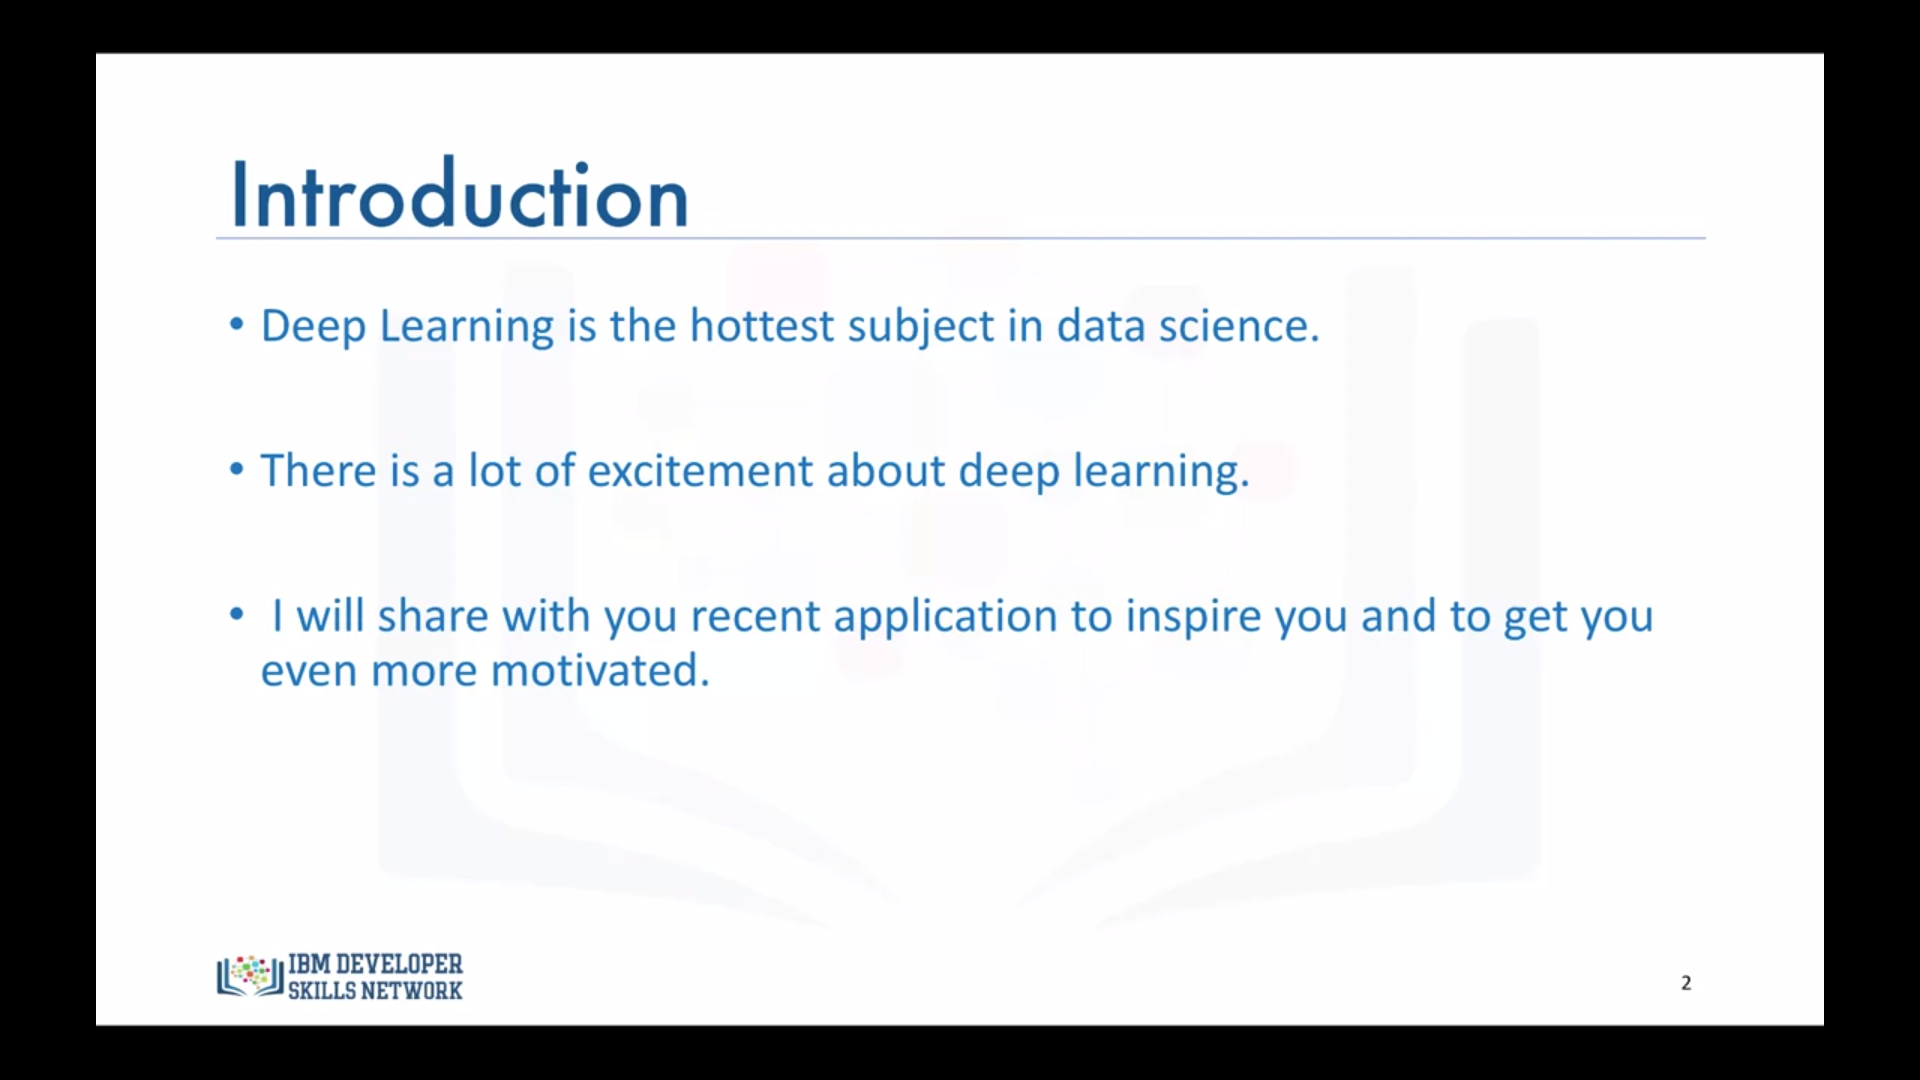 Introduction
• Deep Learning is the hottest subject in data science.
• There is a lot of excitement about deep learning.
• I will share with you recent application to inspire you and to get you
even more motivated.
IBM DEVELOPER
SKILLS NETWORK
2